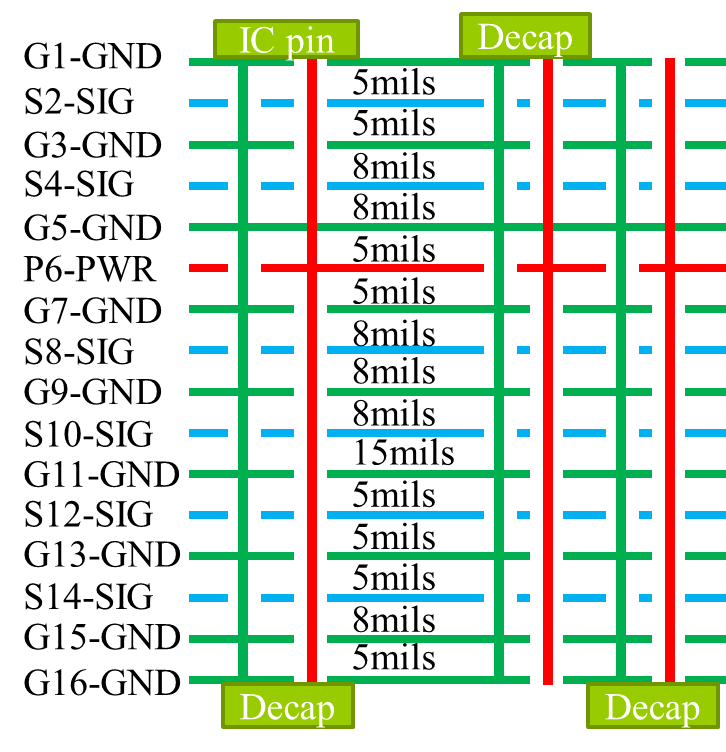 IC pin
Decap
G1-GND
5mils
S2-SIG
5mils
G3-GND
8mils
S4-SIG
8mils
G5-GND
5mils
P6-PWR
5mils
G7-GND
8mils
S8-SIG
8mils
G9-GND
8mils
S10-SIG
15mils
G11-GND
5mils
S12-SIG
5mils
G13-GND
5mils
S14-SIG
8mils
G15-GND
5mils
G16-GND
Decap
Decap